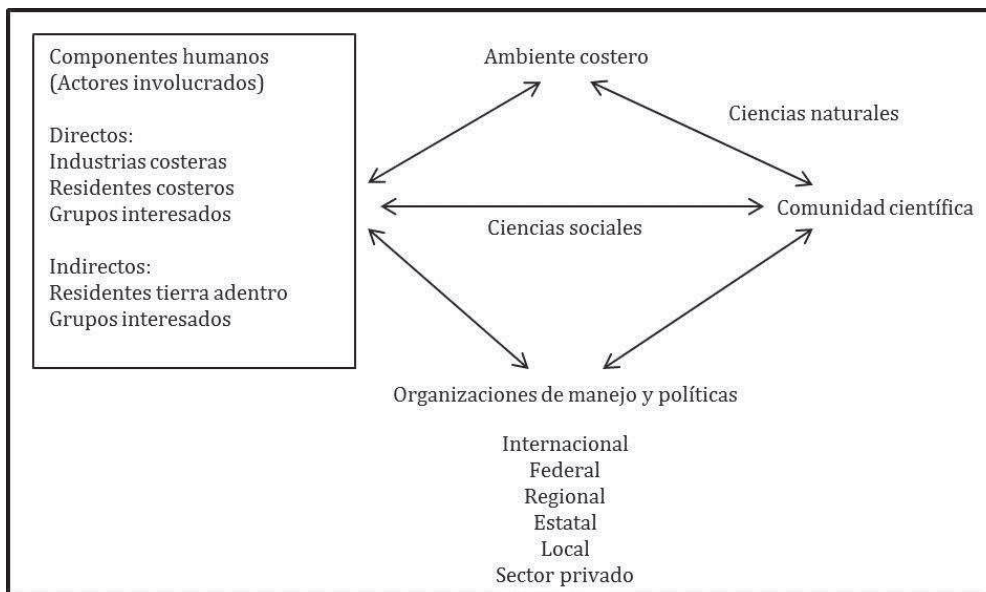 Componentes humanos
(Actores involucrados)
Directos:
Industrias costeras
Residentes costeros
Grupos interesados
Indirectos:
Residentes tierra adentro
Grupos interesados
Ambiente costero
Ciencias naturales
Ciencias sociales
Comunidad científica
Organizaciones de manejo y políticas
Internacional
Federal
Regional
Estatal
Local
Sector privado